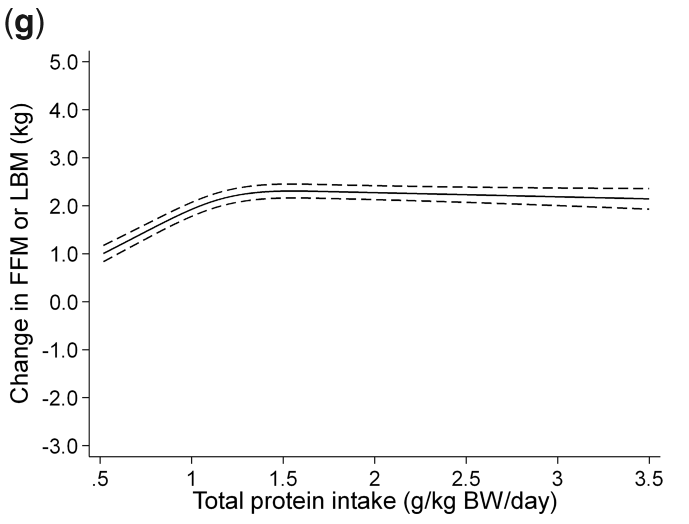 (g)
Change in FFM or LBM (kg)
5.0
4.0
3.0
2.0
1.0
0.0
-1.0
-2.0
-3.0
.5 1 1.5 2 2.5 3 3.5
Total protein intake (g/kg BW/day)